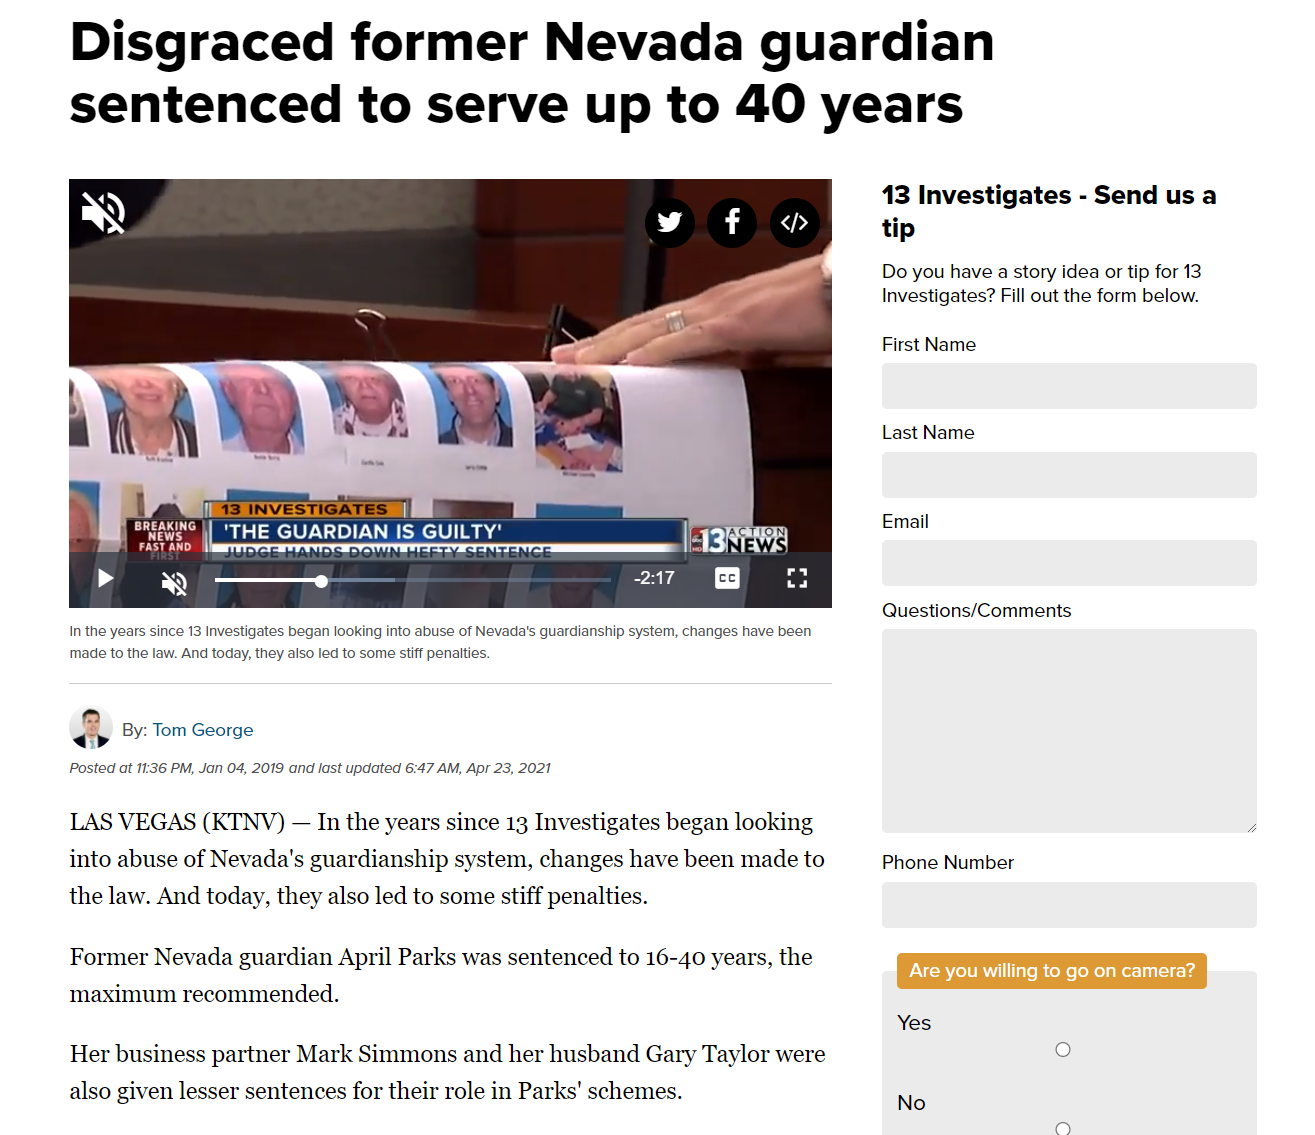 Disgraced former Nevada guardian
sentenced to serve up to 40 years
13 INVESTIGATES
BREAKING
NEWS
FAST AND
FIRST
'THE GUARDIAN IS GUILTY'
JUDGE HANDS DOWN HEFTY SENTENCE
abc
HD
13
ACTION
NEWS
-2:17
CC
In the years since 13 Investigates began looking into abuse of Nevada's guardianship system, changes have been
made to the law. And today, they also led to some stiff penalties.
By: Tom George
Posted at 11:36 PM, Jan 04, 2019 and last updated 6:47 AM, Apr 23, 2021
LAS VEGAS (KTNV) — In the years since 13 Investigates began looking
into abuse of Nevada's guardianship system, changes have been made to
the law. And today, they also led to some stiff penalties.
Former Nevada guardian April Parks was sentenced to 16-40 years, the
maximum recommended.
Her business partner Mark Simmons and her husband Gary Taylor were
also given lesser sentences for their role in Parks' schemes.
13 Investigates - Send us a
tip
Do you have a story idea or tip for 13
Investigates? Fill out the form below.
First Name
Last Name
Email
Questions/Comments
Phone Number
Are you willing to go on camera?
Yes
No